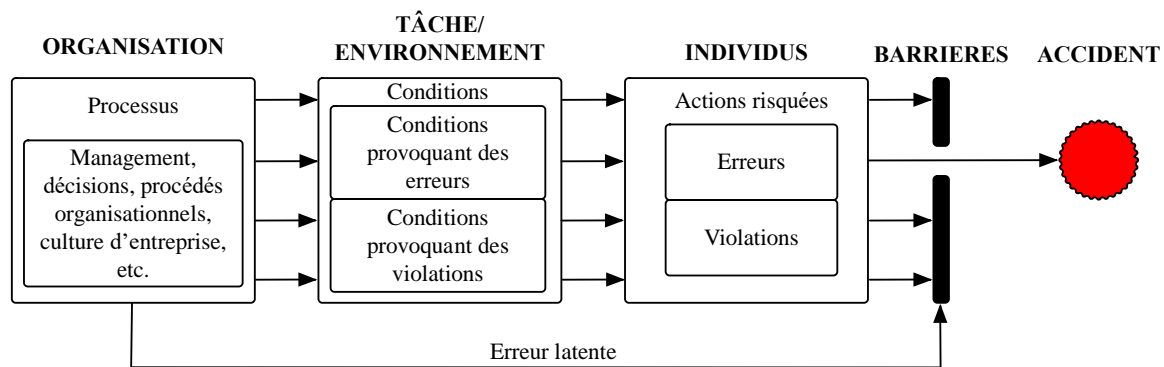 ORGANISATION
TÂCHE/
ENVIRONNEMENT
INDIVIDUS
BARRIERES
ACCIDENT
Processus
Management,
décisions, procédés
organisationnels,
culture d’entreprise,
etc.
Conditions
Conditions
provoquant des
erreurs
Conditions
provoquant des
violations
Actions risquées
Erreurs
Violations
Erreur latente